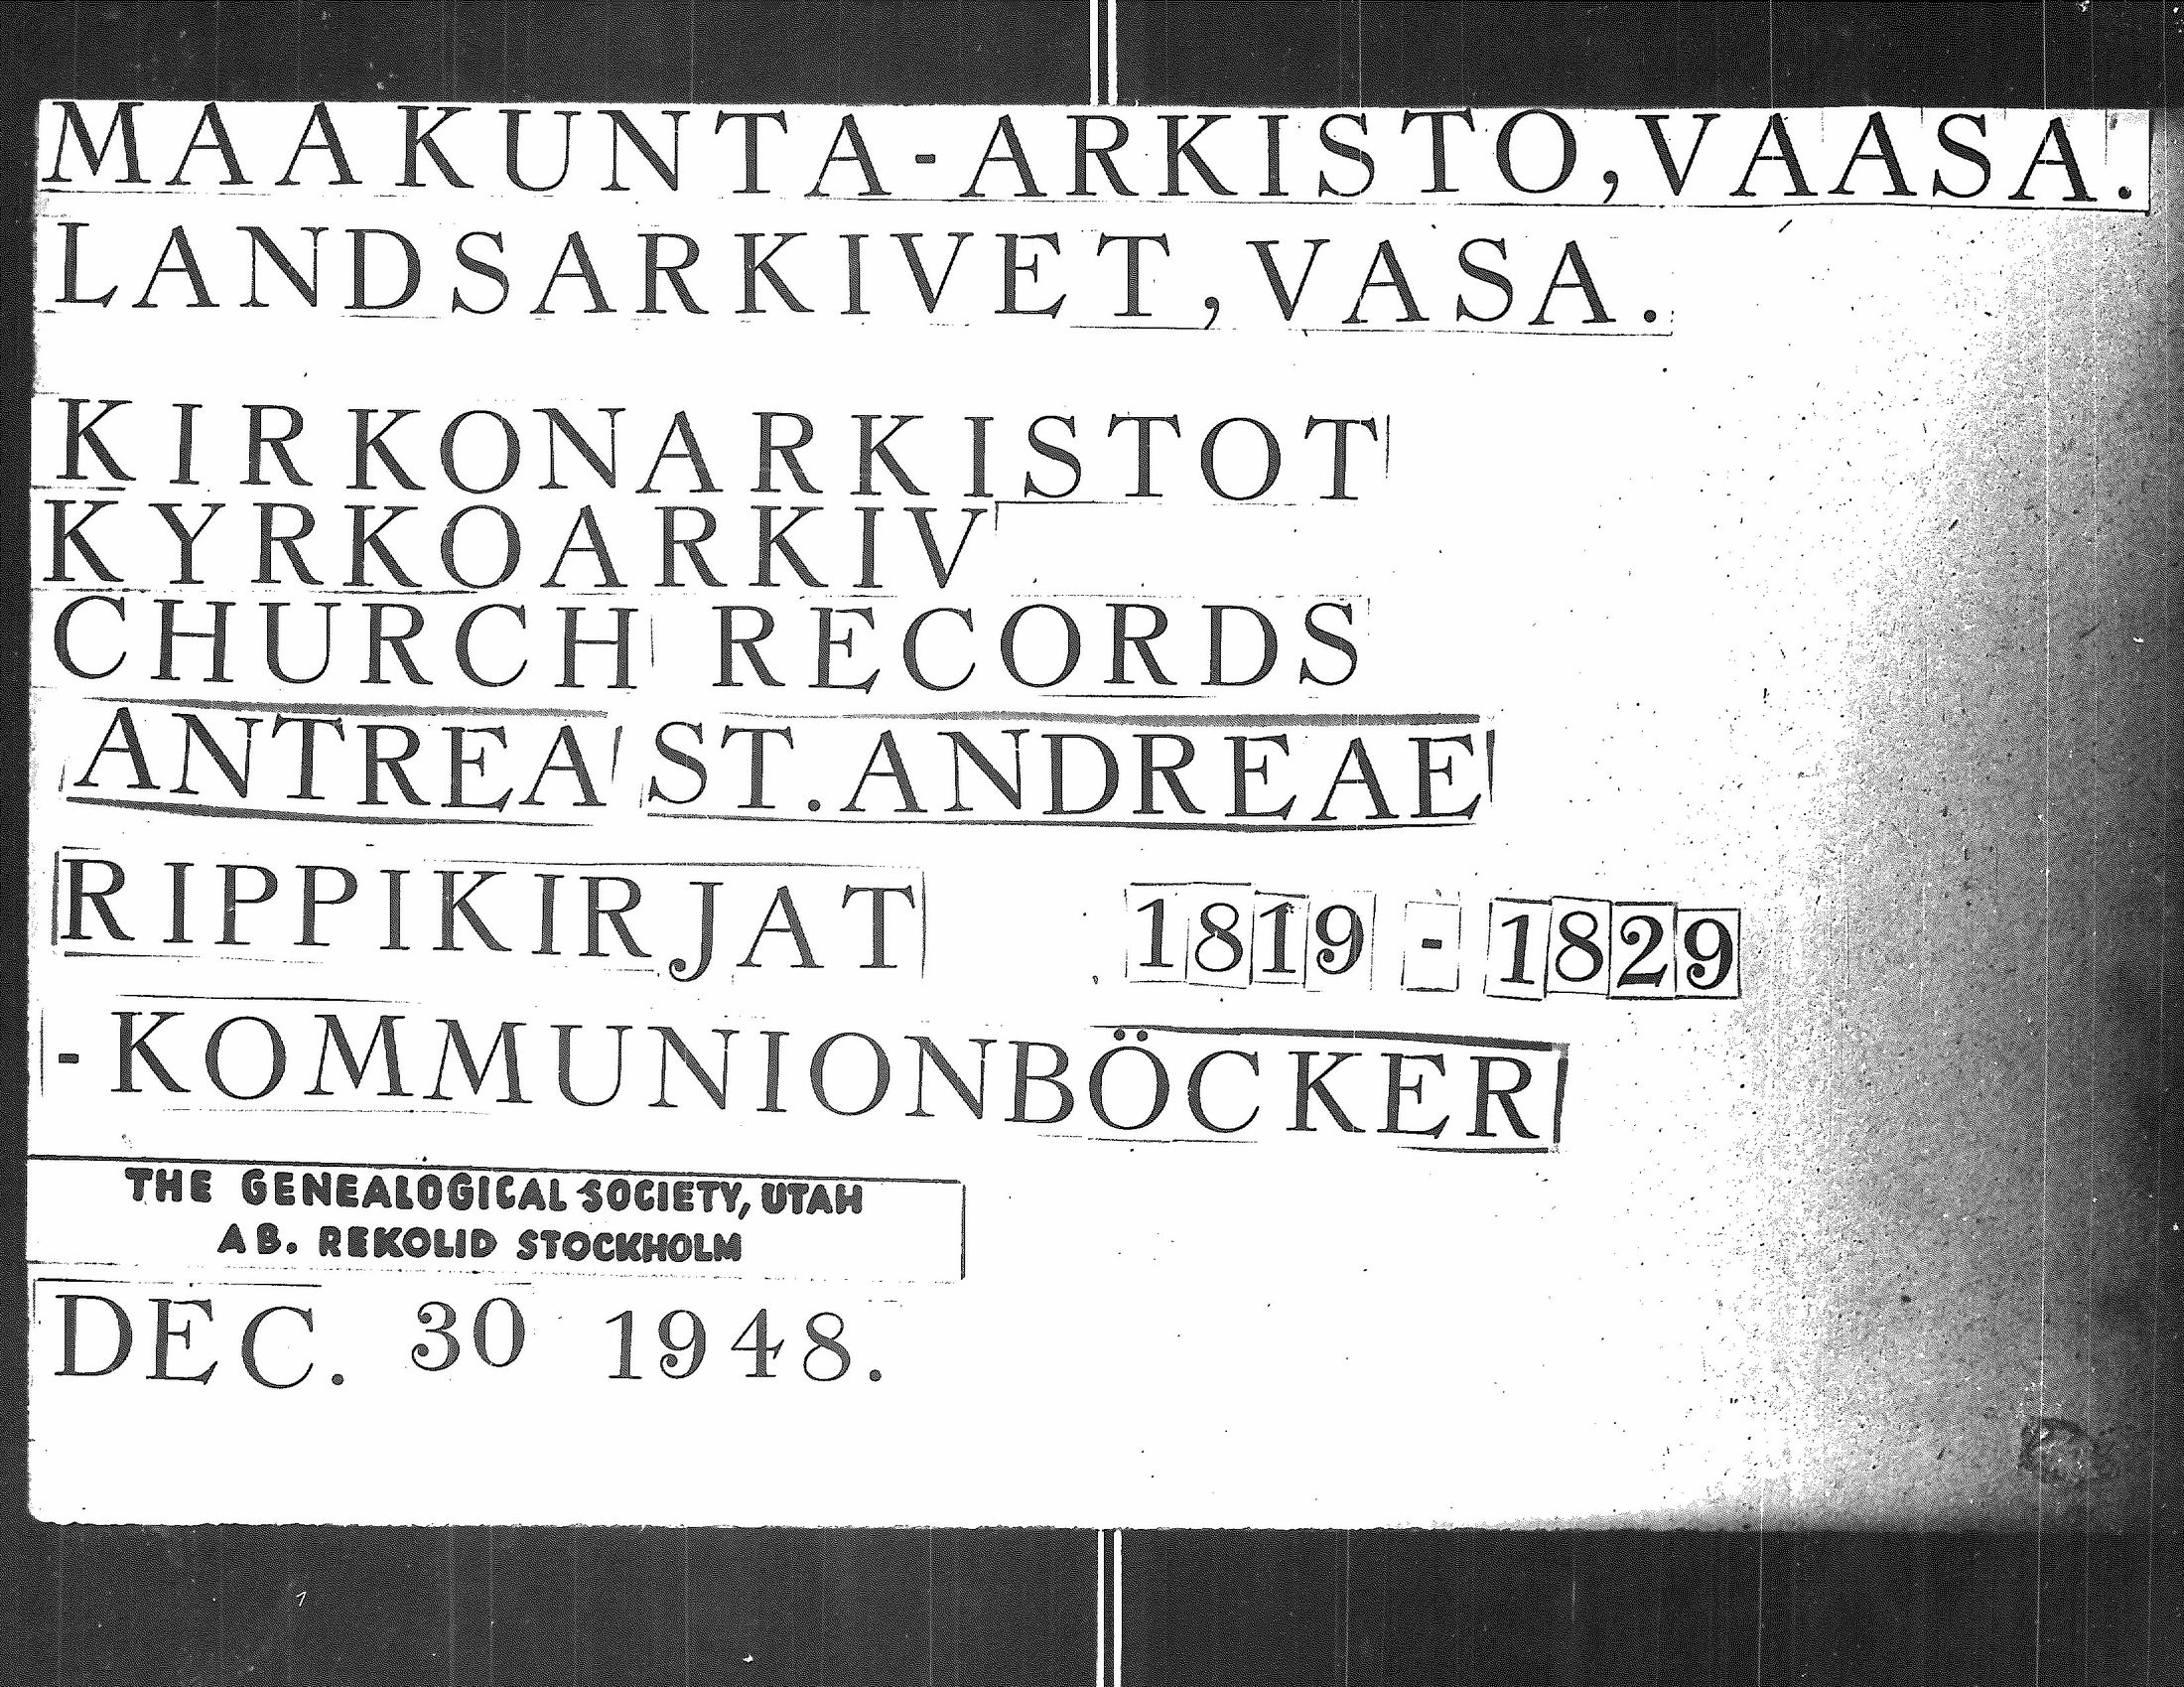 MAAKUNTA-ARKISTO, VAASA.
LANDSARKIVET, VASA.
KIRKONARKISTOT
KYRKOARKIV
CHURCH RECORDS
ANTREA ST. ANDREAE
RIPPIKIRJAT 1819 - 1829
-KOMMUNIONBÖCKER
THE GENEALOGICAL SOCIETY, UTAH
AB. REKOLID STOCKHOLM
DEC. 30 1948.